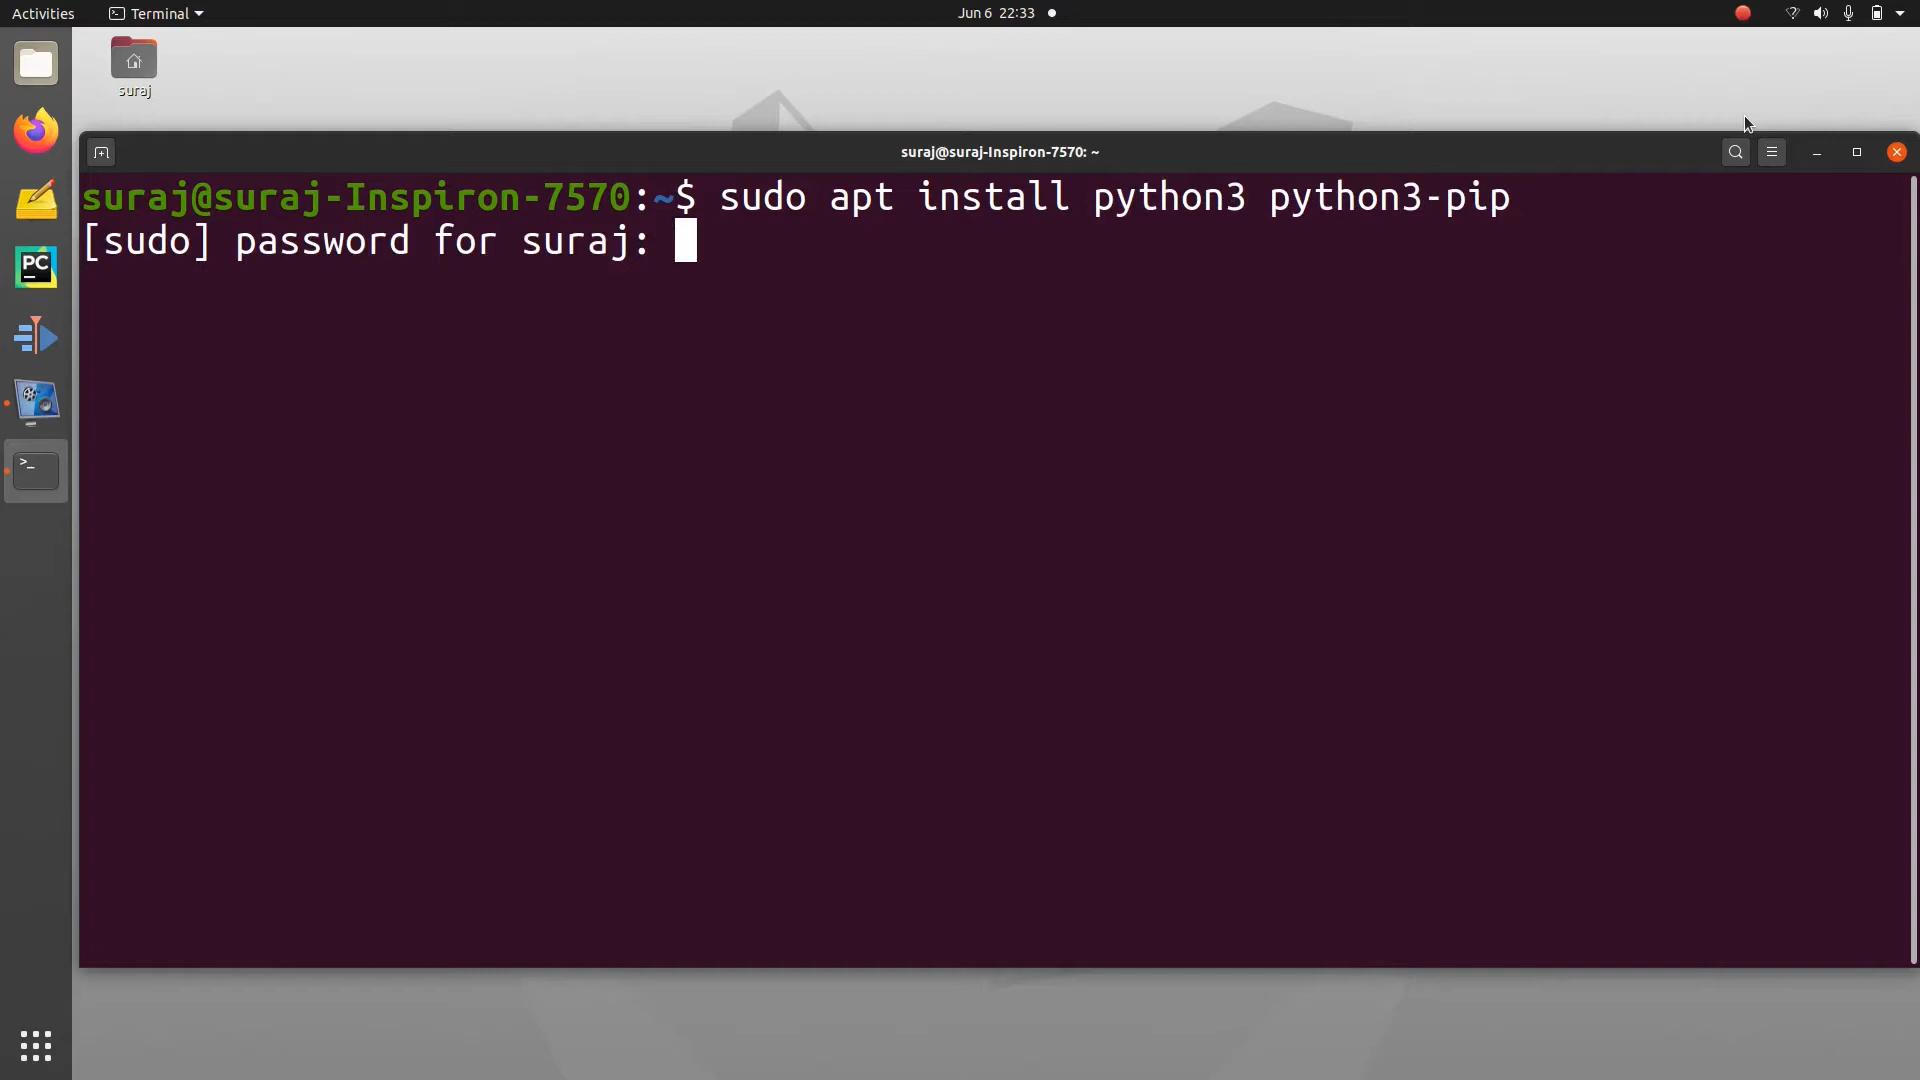 Activities Terminal Jun 6 22:33
suraj
suraj@suraj-Inspiron-7570: ~
suraj@suraj-Inspiron-7570:~$ sudo apt install python3 python3-pip
[sudo] password for suraj:
PC
>_